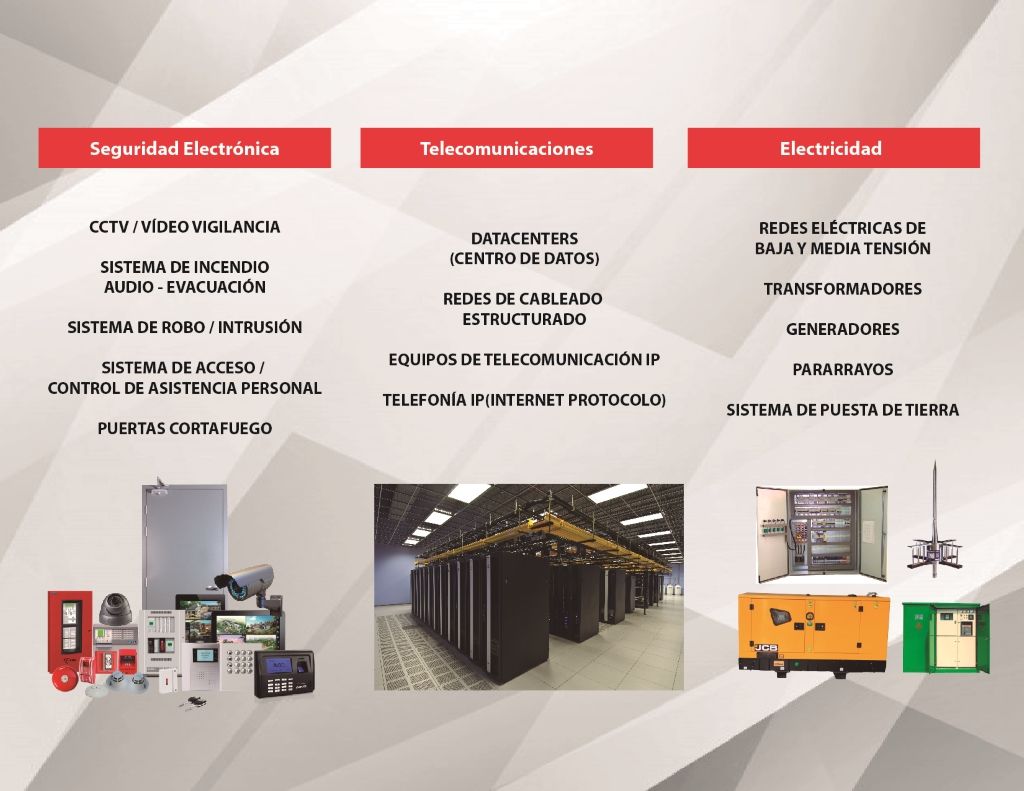 Seguridad Electrónica
CCTV / VÍDEO VIGILANCIA
SISTEMA DE INCENDIO
AUDIO - EVACUACIÓN
SISTEMA DE ROBO / INTRUSIÓN
SISTEMA DE ACCESO /
CONTROL DE ASISTENCIA PERSONAL
PUERTAS CORTAFUEGO
Telecomunicaciones
DATACENTERS
(CENTRO DE DATOS)
REDES DE CABLEADO
ESTRUCTURADO
EQUIPOS DE TELECOMUNICACIÓN IP
TELEFONÍA IP(INTERNET PROTOCOLO)
Electricidad
REDES ELÉCTRICAS DE
BAJA Y MEDIA TENSIÓN
TRANSFORMADORES
GENERADORES
PARARRAYOS
SISTEMA DE PUESTA DE TIERRA
JCB